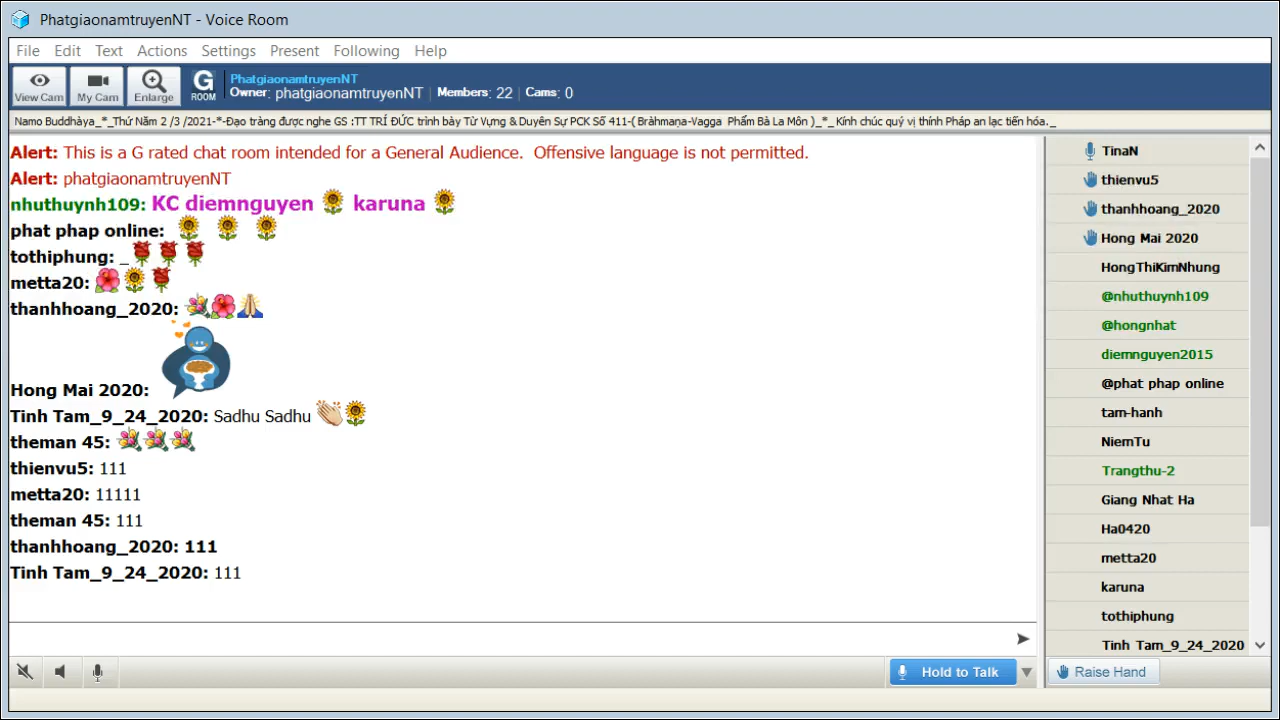 PhatgiaonamtruyenNT - Voice Room
File Edit Text Actions Settings Present Following Help
View Cam My Cam Enlarge G ROOM
PhatgiaonamtruyenNT
Owner: phatgiaonamtruyenNT | Members: 22 | Cams: 0
Namo Buddhàya_*_Thứ Năm 2 /3 /2021-*-Đạo tràng được nghe GS :TT TRÍ ĐỨC trình bày Từ Vựng & Duyên Sự PCK Số 411-( Bràhmaṇa-Vagga Phẩm Bà La Môn )_*_ Kính chúc quý vị thính Pháp an lạc tiến hóa._
Alert: This is a G rated chat room intended for a General Audience. Offensive language is not permitted.
Alert: phatgiaonamtruyenNT
nhuthuynh109: KC diemnguyen 🌻 karuna 🌻
phat phap online: 🌻 🌻 🌻
tothiphung: _🌹🌹🌹
metta20: 🌺🌻🌹
thanhhoang_2020: 💐🌺🙏
Hong Mai 2020:
Tinh Tam_9_24_2020: Sadhu Sadhu 👏🌻
theman 45: 💐💐💐
thienvu5: 111
metta20: 11111
theman 45: 111
thanhhoang_2020: 111
Tinh Tam_9_24_2020: 111
TinaN
thienvu5
thanhhoang_2020
Hong Mai 2020
HongThiKimNhung
@nhuthuynh109
@hongnhat
diemnguyen2015
@phat phap online
tam-hanh
NiemTu
Trangthu-2
Giang Nhat Ha
Ha0420
metta20
karuna
tothiphung
Tinh Tam_9_24_2020
Hold to Talk
Raise Hand